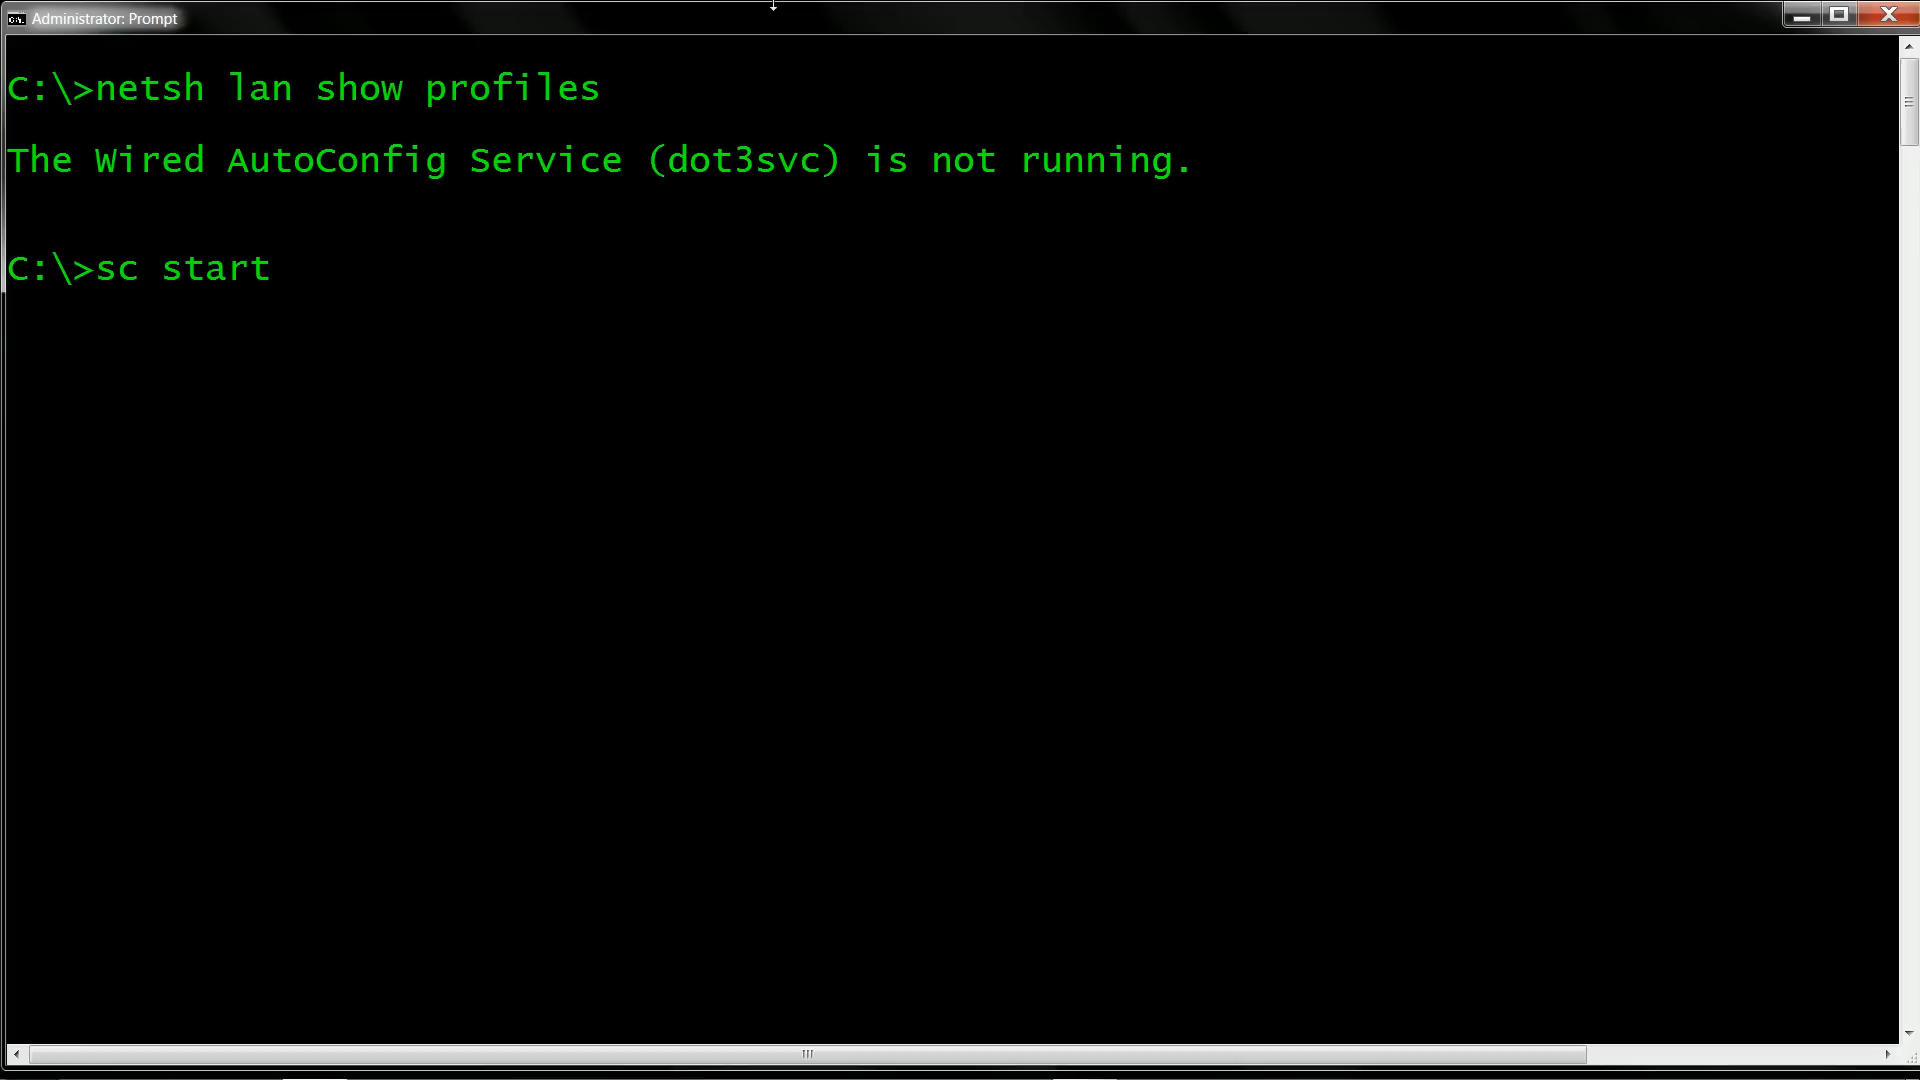 Administrator: Prompt
C:\>netsh lan show profiles
The Wired AutoConfig Service (dot3svc) is not running.
C:\>sc start